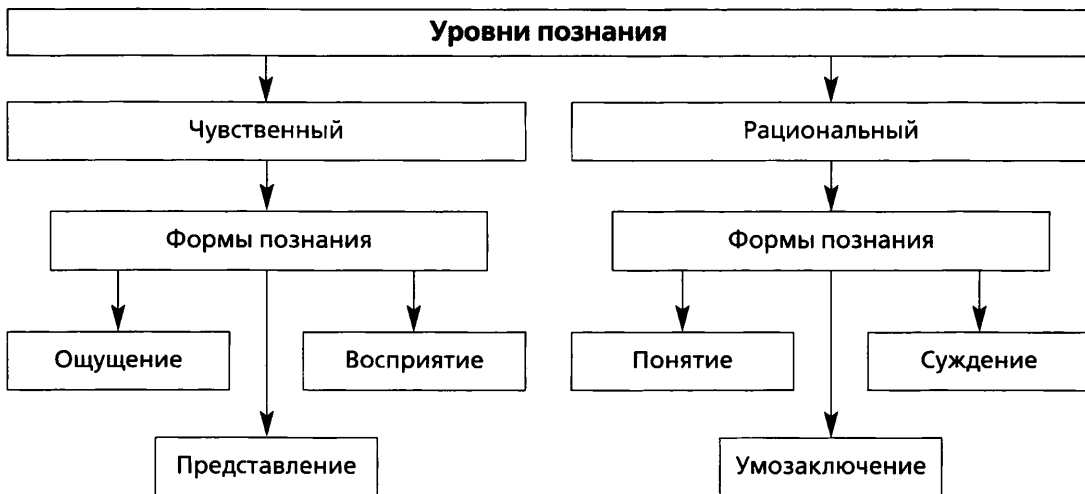 Уровни познания
Чувственный
Рациональный
Формы познания
Формы познания
Ощущение
Восприятие
Понятие
Суждение
Представление
Умозаключение